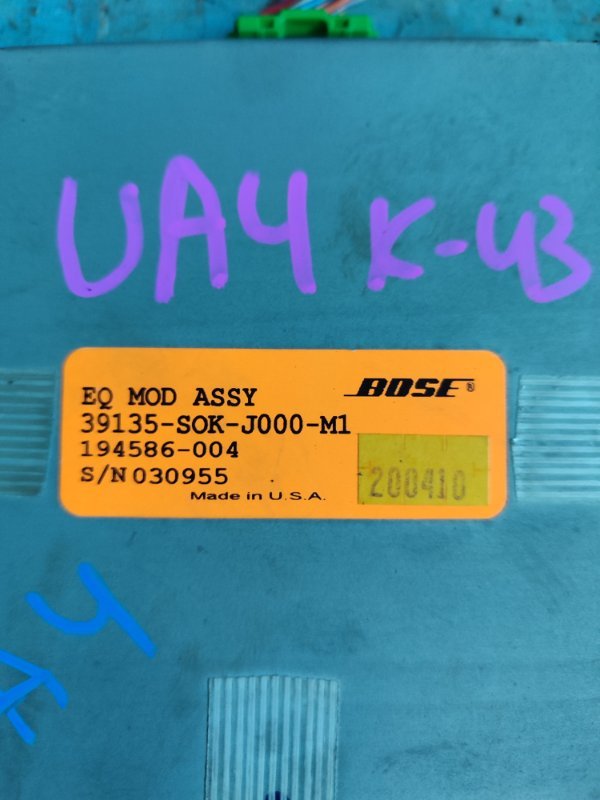 UA4 K-43
EQ MOD ASSY
BOSE®
39135-SOK-J000-M1
194586-004
S/N 030955
200410
Made in U.S.A.